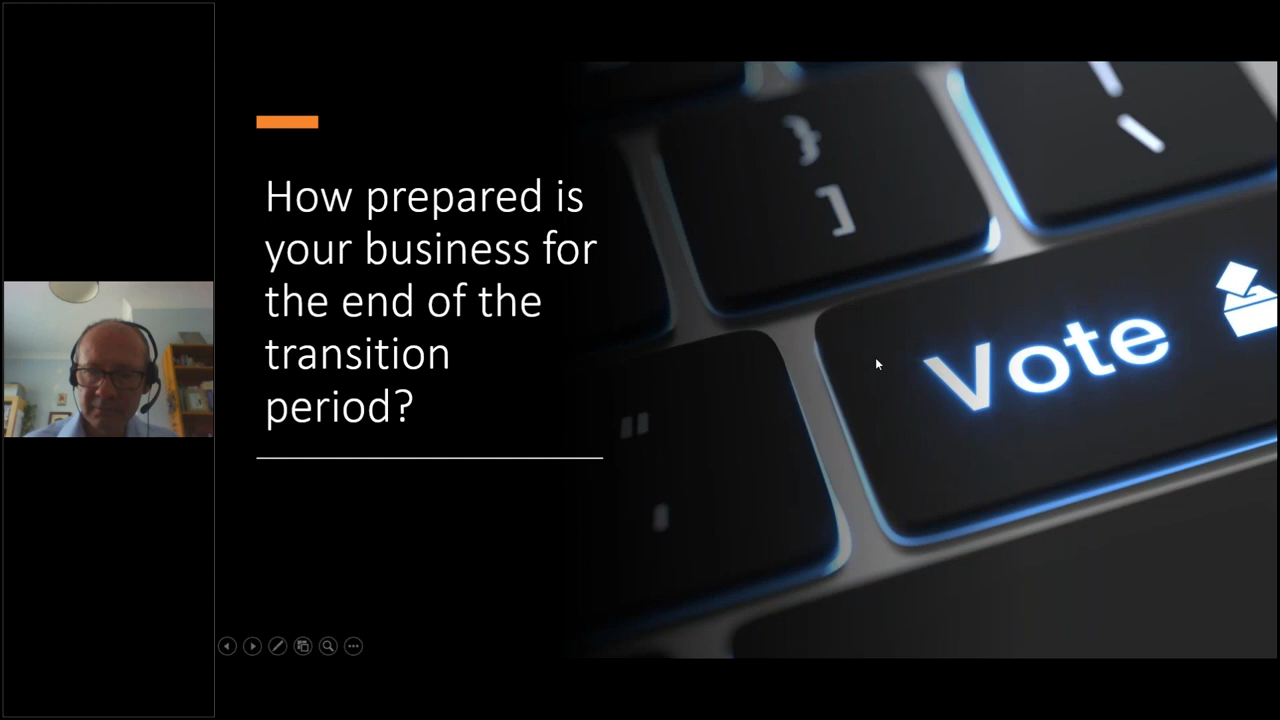 How prepared is
your business for
the end of the
transition
period?
}
]
"
'
Vote